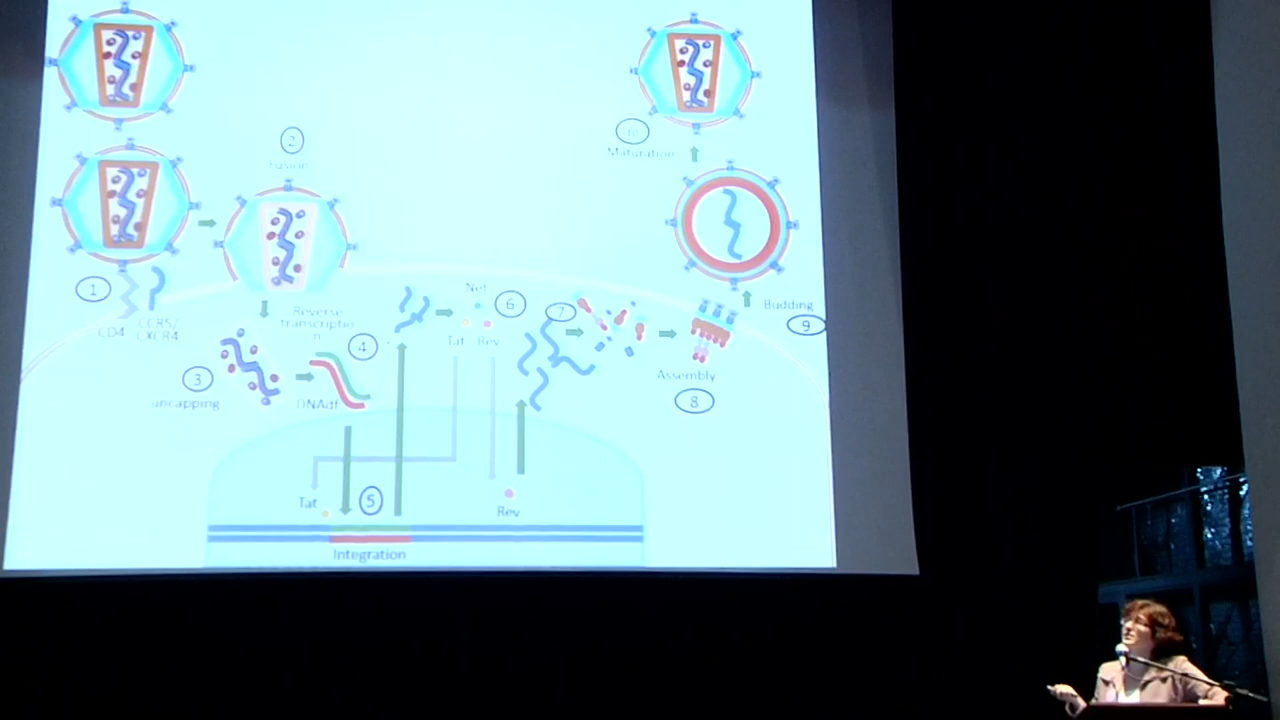 2
Fusion
1
CD4
CCR5/
CXCR4
Reverse
transcriptio
n
4
3
uncapping
DNAdf
Nef
6
Tat Rev
7
10
Maturation
Budding
9
Assembly
8
Tat
5
Rev
Integration